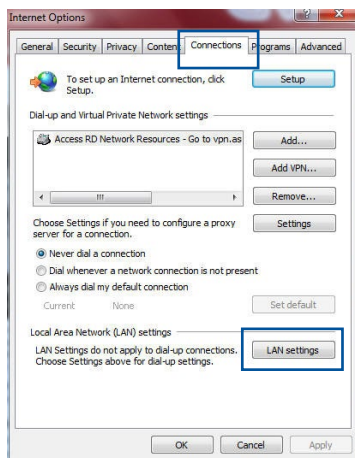 Internet Options
General Security Privacy Content Connections Programs Advanced
To set up an Internet connection, click Setup.
Setup
Dial-up and Virtual Private Network settings
Access RD Network Resources - Go to vpn.as
Add...
Add VPN...
Remove...
Choose Settings if you need to configure a proxy
server for a connection.
Settings
Never dial a connection
Dial whenever a network connection is not present
Always dial my default connection
Current None
Set default
Local Area Network (LAN) settings
LAN Settings do not apply to dial-up connections.
Choose Settings above for dial-up settings.
LAN settings
OK Cancel Apply